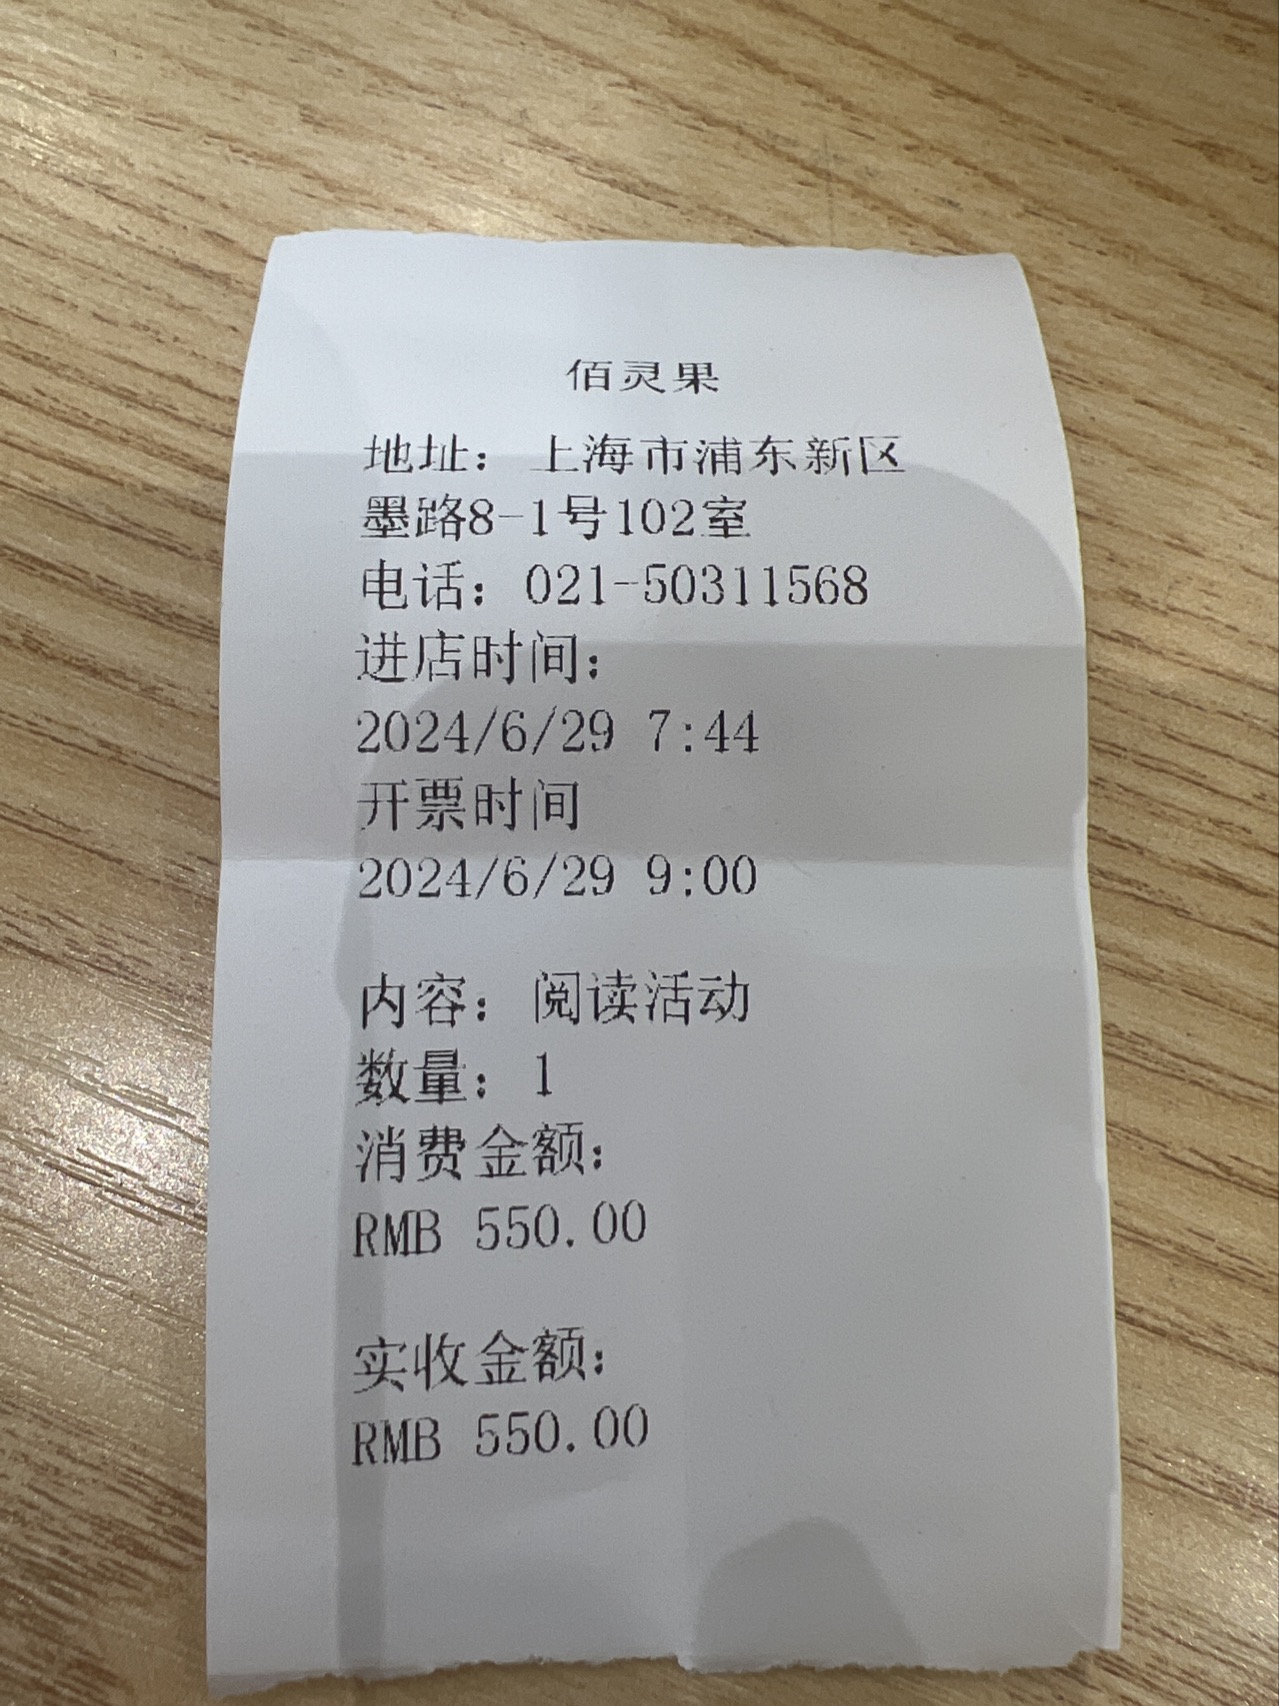 佰灵果
地址：上海市浦东新区
墨路8-1号102室
电话：021-50311568
进店时间：
2024/6/29 7:44
开票时间
2024/6/29 9:00
内容：阅读活动
数量：1
消费金额：
RMB 550.00
实收金额：
RMB 550.00